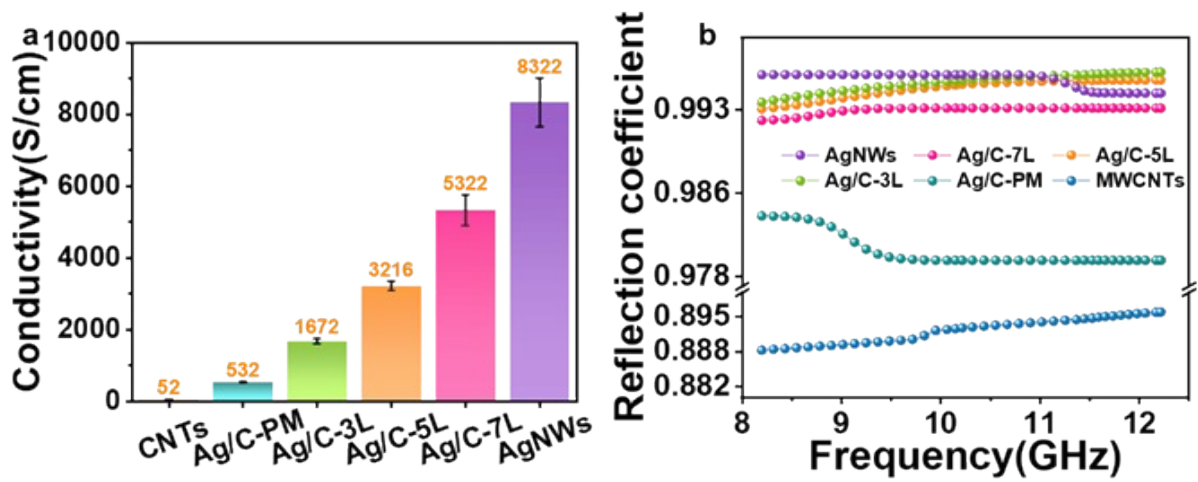 a
Conductivity(S/cm)
10000
8000
6000
4000
2000
0
52
532
1672
3216
5322
8322
CNTs
Ag/C-PM
Ag/C-3L
Ag/C-5L
Ag/C-7L
AgNWs
b
Reflection coefficient
0.993
0.986
0.978
0.895
0.888
0.882
AgNWs Ag/C-7L Ag/C-5L
Ag/C-3L Ag/C-PM MWCNTs
8 9 10 11 12
Frequency(GHz)